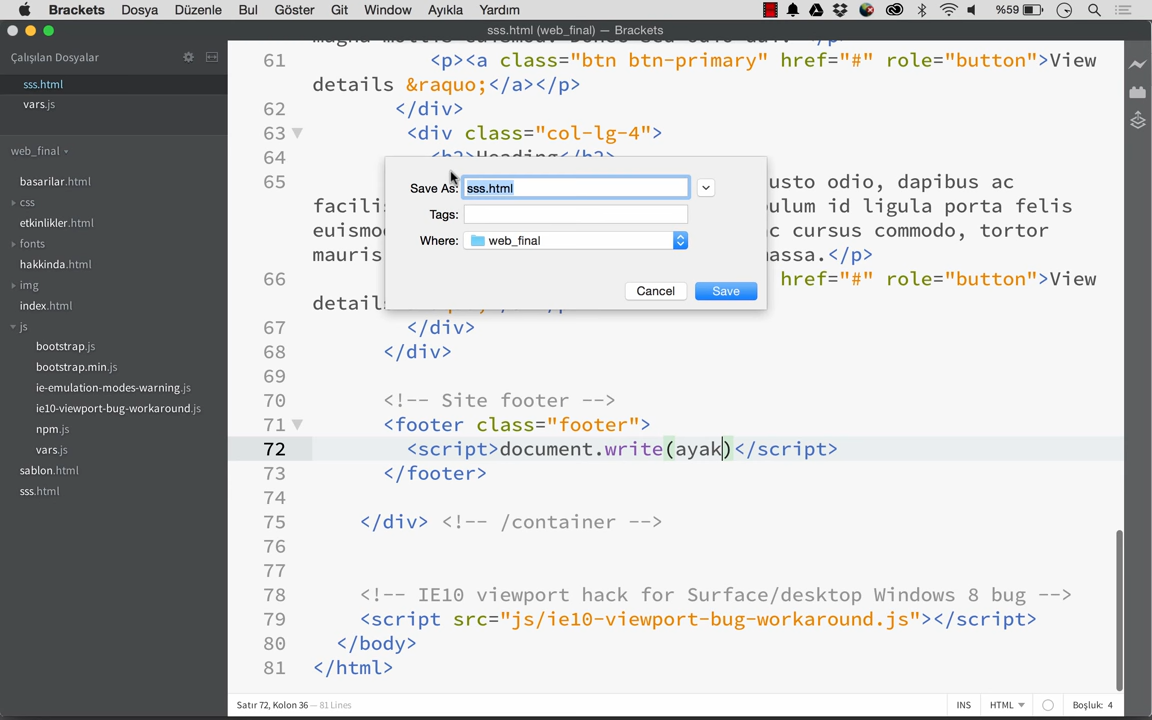 Brackets Dosya Düzenle Bul Göster Git Window Ayıkla Yardım %59
sss.html (web_final) — Brackets
Çalışılan Dosyalar
sss.html
vars.js
web_final
basarilar.html
css
etkinlikler.html
fonts
hakkinda.html
img
index.html
js
bootstrap.js
bootstrap.min.js
ie-emulation-modes-warning.js
ie10-viewport-bug-workaround.js
npm.js
vars.js
sablon.html
sss.html
61 <p><a class="btn btn-primary" href="#" role="button">View
details &raquo;</a></p>
62 </div>
63 <div class="col-lg-4">
64 <h2>Heading</h2>
65 usto odio, dapibus ac
facilis ulum id ligula porta felis
euismo c cursus commodo, tortor
mauris massa.</p>
66 href="#" role="button">View
details
67 </div>
68 </div>
69
70 <!-- Site footer -->
71 <footer class="footer">
72 <script>document.write(ayak)</script>
73 </footer>
74
75 </div> <!-- /container -->
76
77
78 <!-- IE10 viewport hack for Surface/desktop Windows 8 bug -->
79 <script src="js/ie10-viewport-bug-workaround.js"></script>
80 </body>
81 </html>
Save As: sss.html
Tags:
Where: web_final
Cancel Save
Satır 72, Kolon 36 — 81 Lines INS HTML Boşluk: 4